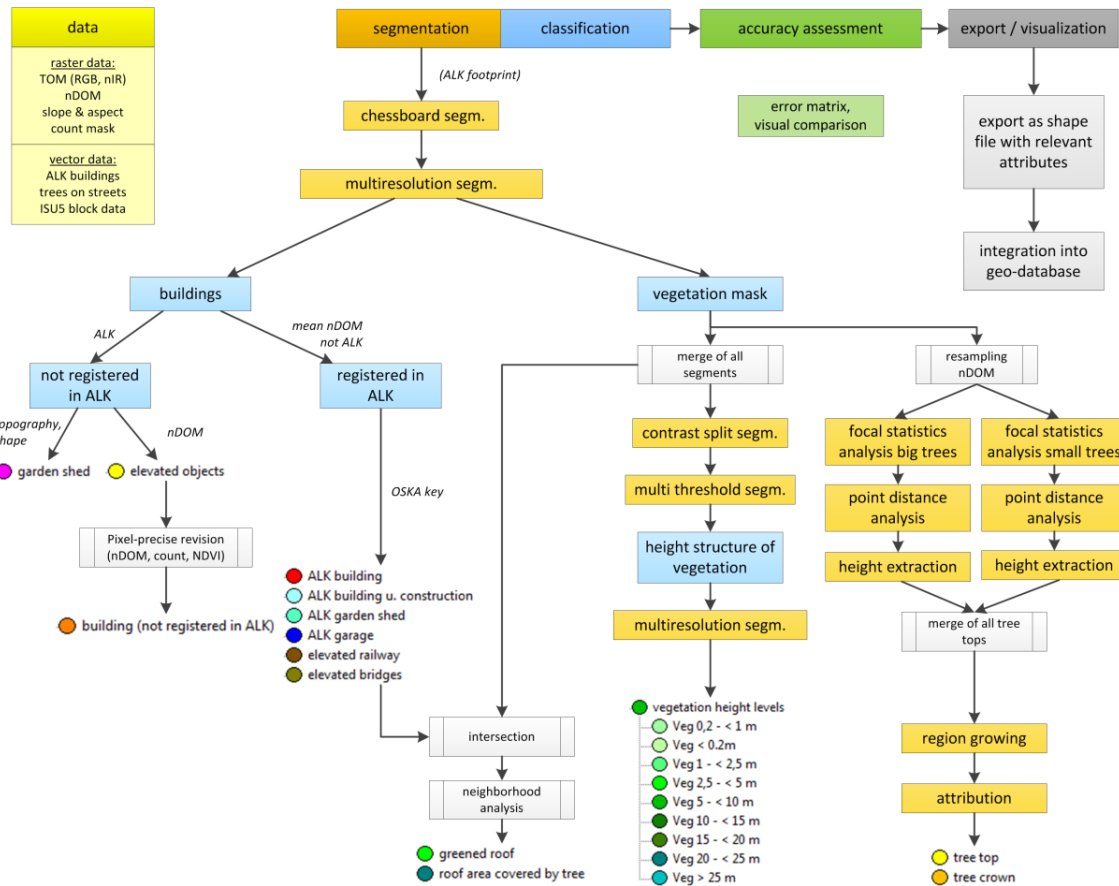 data
raster data:
TOM (RGB, nIR)
nDOM
slope & aspect
count mask
vector data:
ALK buildings
trees on streets
ISU5 block data
segmentation
classification
accuracy assessment
export / visualization
(ALK footprint)
chessboard segm.
multiresolution segm.
error matrix,
visual comparison
export as shape
file with relevant
attributes
integration into
geo-database
buildings
vegetation mask
ALK
mean nDOM
not ALK
not registered
in ALK
registered in
ALK
opography,
hape
nDOM
garden shed
elevated objects
Pixel-precise revision
(nDOM, count, NDVI)
building (not registered in ALK)
OSKA key
ALK building
ALK building u. construction
ALK garden shed
ALK garage
elevated railway
elevated bridges
intersection
neighborhood
analysis
greened roof
roof area covered by tree
merge of all
segments
contrast split segm.
multi threshold segm.
height structure of
vegetation
multiresolution segm.
vegetation height levels
Veg 0,2 - < 1 m
Veg < 0.2m
Veg 1 - < 2,5 m
Veg 2,5 - < 5 m
Veg 5 - < 10 m
Veg 10 - < 15 m
Veg 15 - < 20 m
Veg 20 - < 25 m
Veg > 25 m
resampling
nDOM
focal statistics
analysis big trees
focal statistics
analysis small trees
point distance
analysis
point distance
analysis
height extraction
height extraction
merge of all tree
tops
region growing
attribution
tree top
tree crown